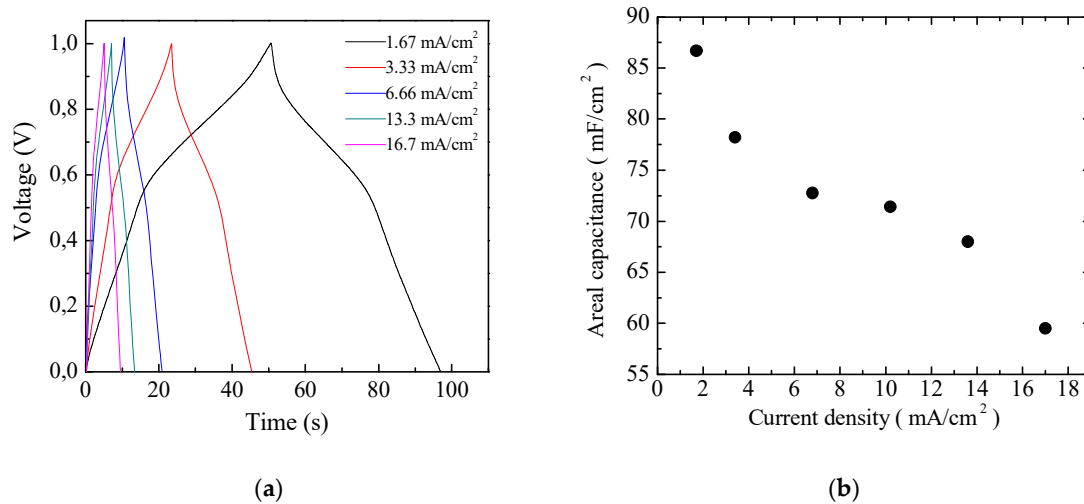 1,0
0,8
0,6
0,4
0,2
0,0
Voltage (V)
0 20 40 60 80 100
Time (s)
1.67 mA/cm²
3.33 mA/cm²
6.66 mA/cm²
13.3 mA/cm²
16.7 mA/cm²
(a)
90
85
80
75
70
65
60
55
Areal capacitance ( mF/cm² )
0 2 4 6 8 10 12 14 16 18
Current density ( mA/cm² )
(b)